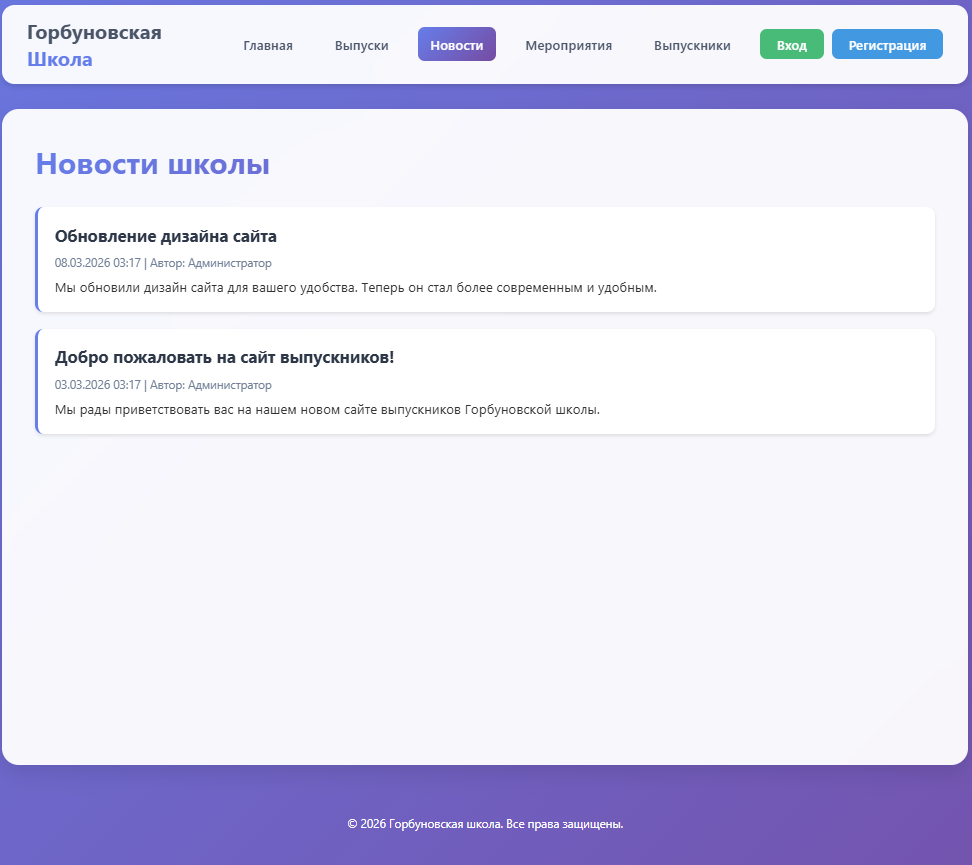 Горбуновская
Школа
Главная
Выпуски
Новости
Мероприятия
Выпускники
Вход
Регистрация
Новости школы
Обновление дизайна сайта
08.03.2026 03:17 | Автор: Администратор
Мы обновили дизайн сайта для вашего удобства. Теперь он стал более современным и удобным.
Добро пожаловать на сайт выпускников!
03.03.2026 03:17 | Автор: Администратор
Мы рады приветствовать вас на нашем новом сайте выпускников Горбуновской школы.
© 2026 Горбуновская школа. Все права защищены.